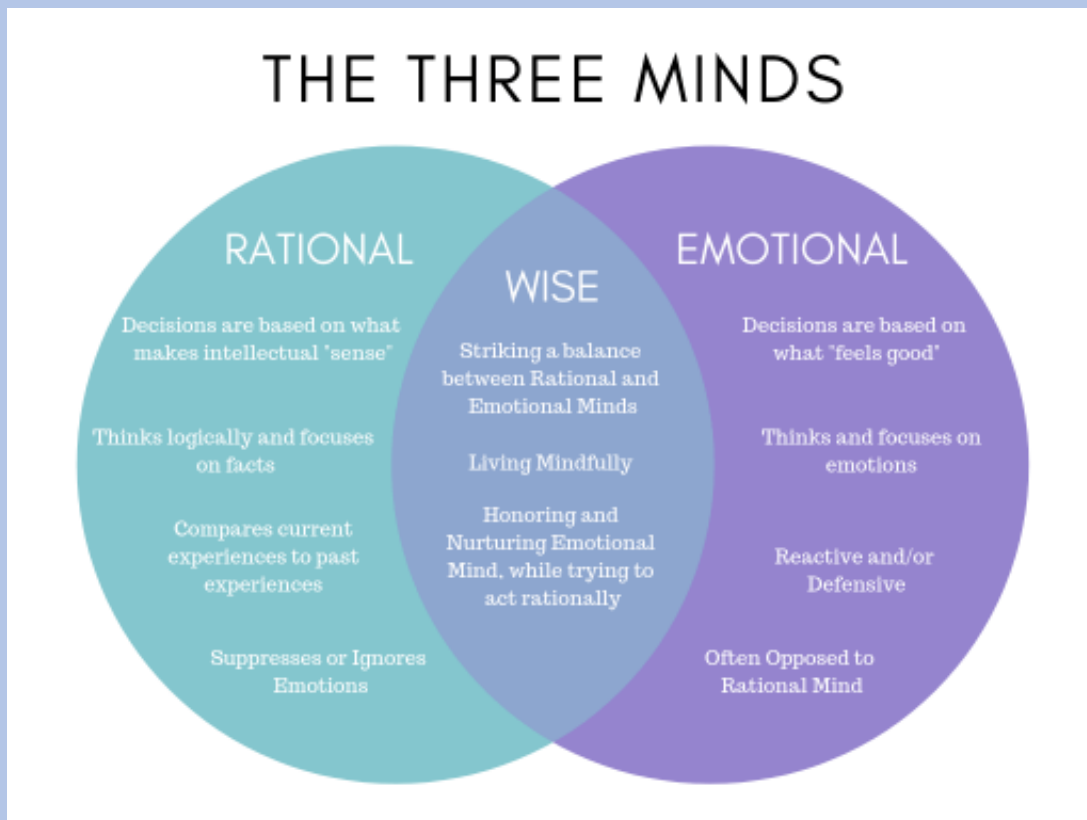 THE THREE MINDS
RATIONAL
Decisions are based on what
makes intellectual "sense"
Thinks logically and focuses
on facts
Compares current
experiences to past
experiences
Suppresses or Ignores
Emotions
WISE
Striking a balance
between Rational and
Emotional Minds
Living Mindfully
Honoring and
Nurturing Emotional
Mind, while trying to
act rationally
EMOTIONAL
Decisions are based on
what "feels good"
Thinks and focuses on
emotions
Reactive and/or
Defensive
Often Opposed to
Rational Mind